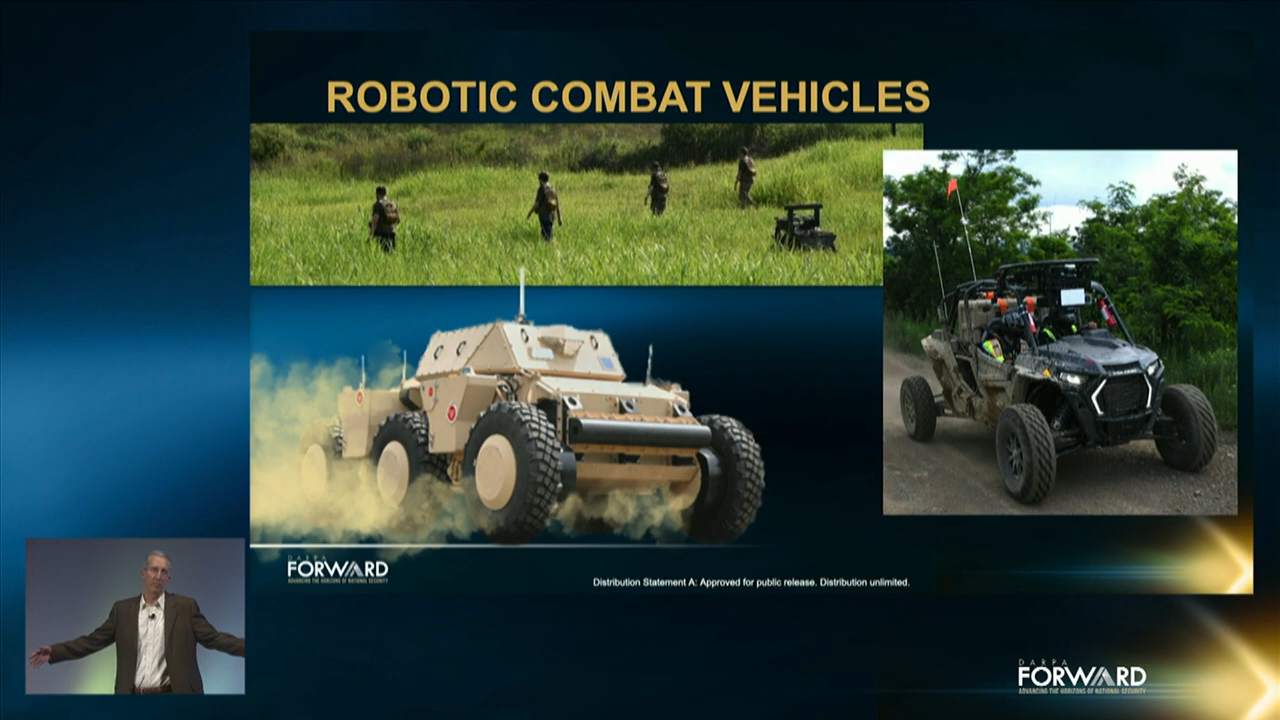 ROBOTIC COMBAT VEHICLES
DARPA
FORWARD
ADVANCING THE HORIZONS OF NATIONAL SECURITY
Distribution Statement A: Approved for public release. Distribution unlimited.
DARPA
FORWARD
ADVANCING THE HORIZONS OF NATIONAL SECURITY